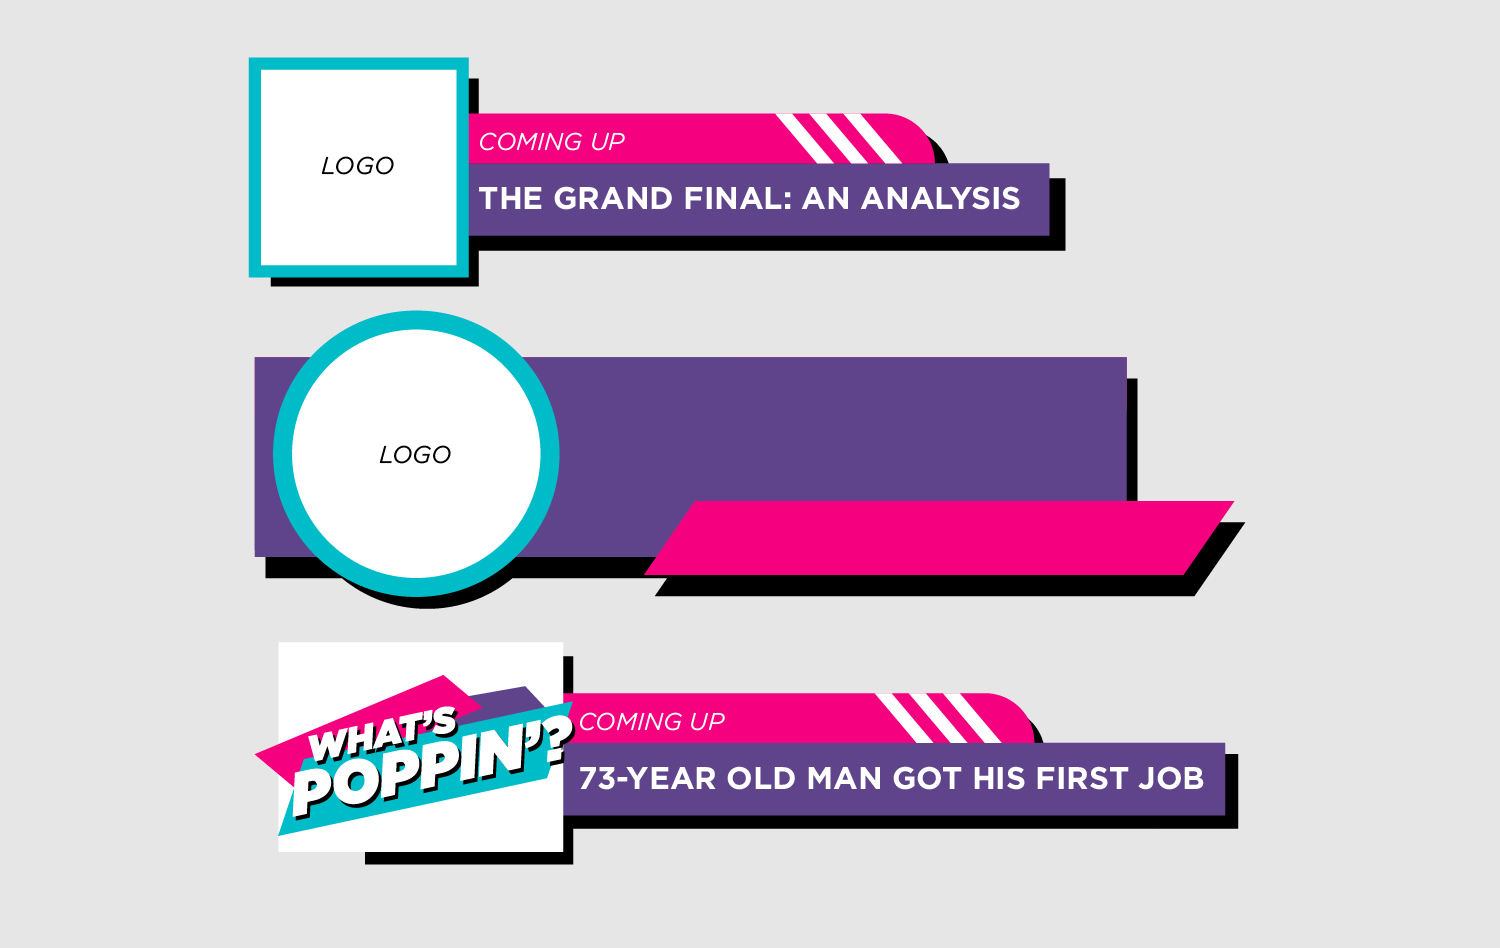 LOGO
COMING UP
THE GRAND FINAL: AN ANALYSIS
LOGO
WHAT'S
POPPIN'?
COMING UP
73-YEAR OLD MAN GOT HIS FIRST JOB